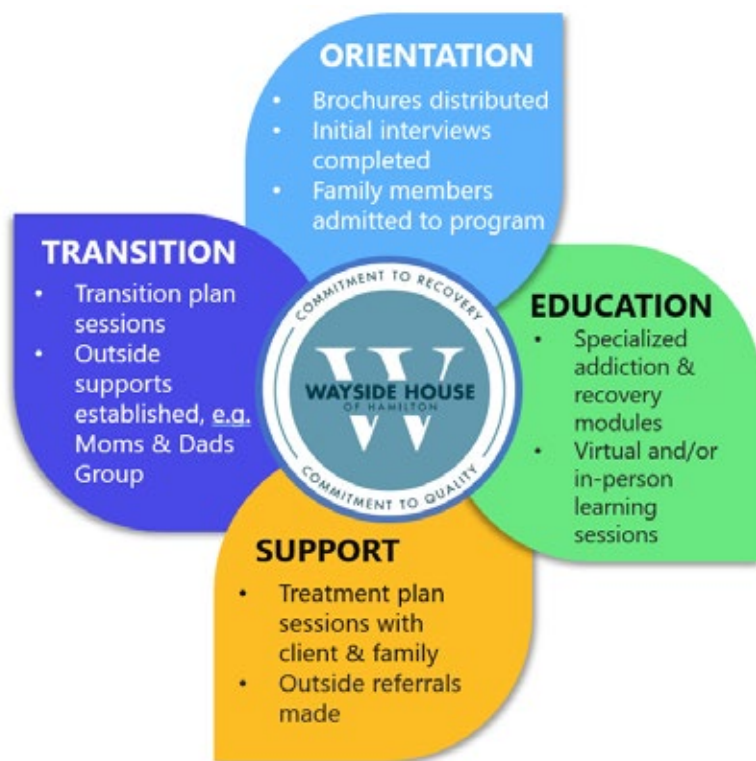 ORIENTATION
• Brochures distributed
• Initial interviews
completed
• Family members
admitted to program
TRANSITION
• Transition plan
sessions
• Outside
supports
established, e.g.
Moms & Dads
Group
COMMITMENT TO RECOVERY
W
WAYSIDE HOUSE
OF HAMILTON
COMMITMENT TO QUALITY
EDUCATION
• Specialized
addiction &
recovery
modules
• Virtual and/or
in-person
learning
sessions
SUPPORT
• Treatment plan
sessions with
client & family
• Outside referrals
made